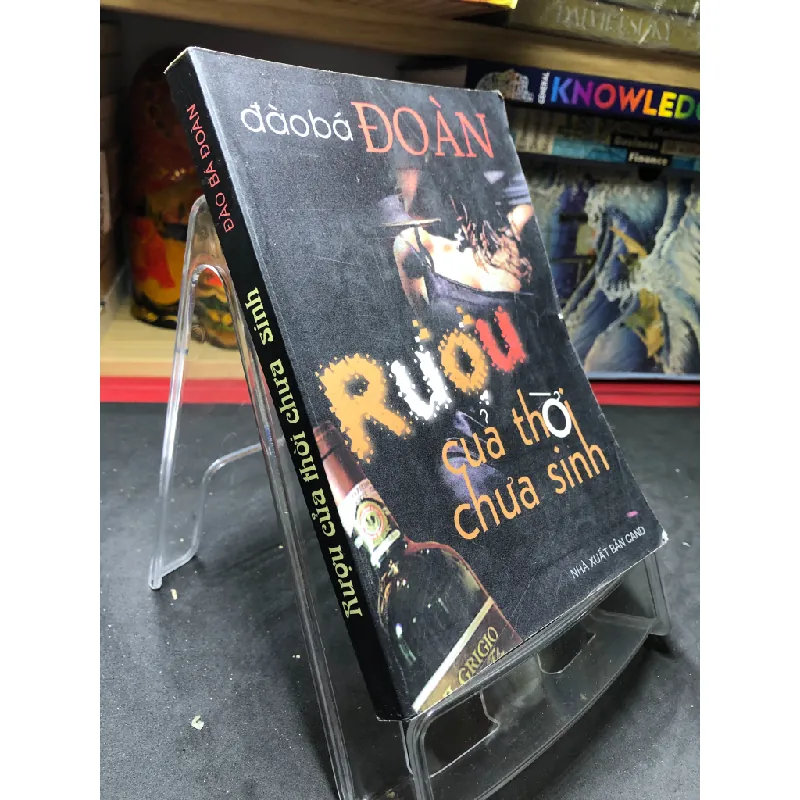 GENERAL
KNOWLEDG
Finance
đàobá ĐOÀN
Rượu
của thời
chưa sinh
NHÀ XUẤT BẢN CAND
GRIGIO
ĐÀO BÁ ĐOÀN
Rượu của thời chưa sinh